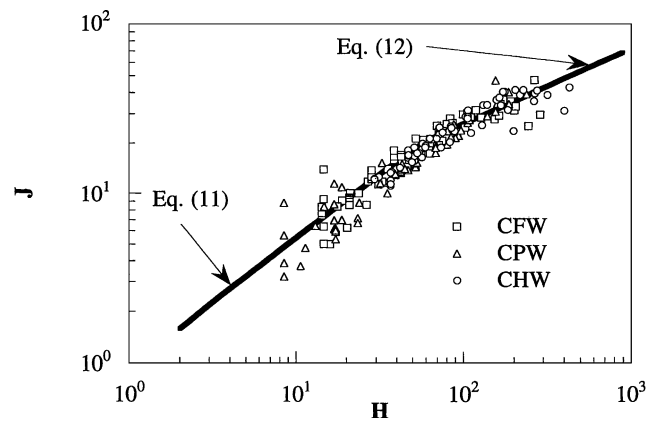 10²
Eq. (12)
10¹
J
Eq. (11)
CFW
CPW
CHW
10⁰
10⁰
10¹
10²
10³
H